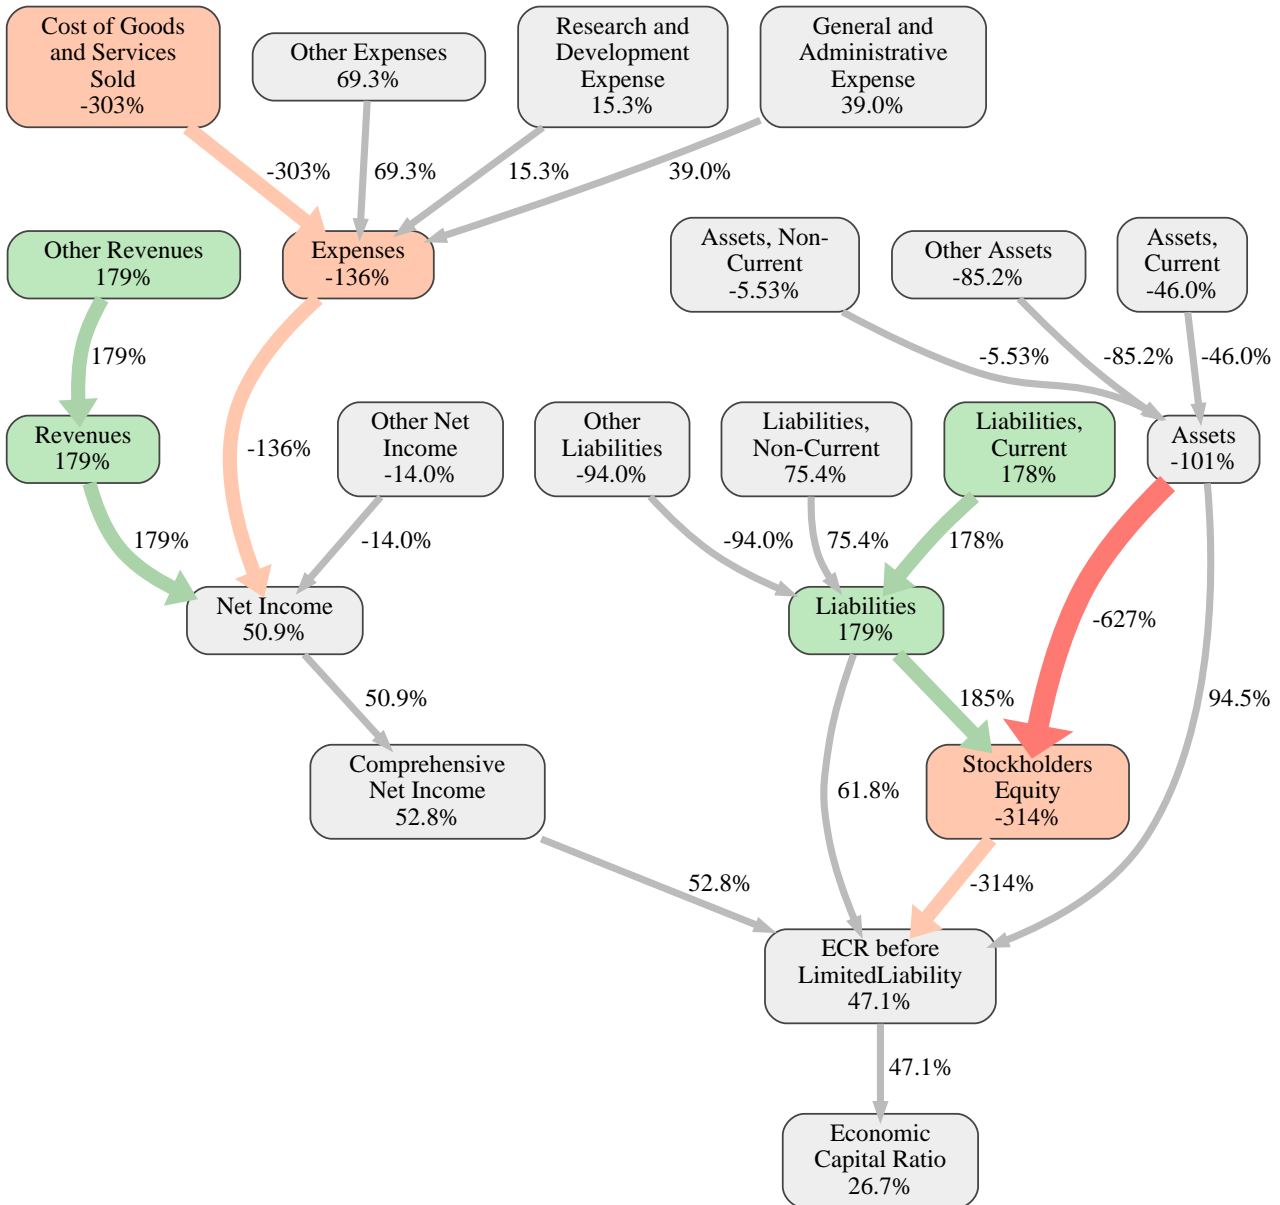 Cost of Goods
and Services
Sold
-303%
Other Expenses
69.3%
Research and
Development
Expense
15.3%
General and
Administrative
Expense
39.0%
-303%
69.3%
15.3%
39.0%
Other Revenues
179%
Expenses
-136%
Assets, Non-
Current
-5.53%
Other Assets
-85.2%
Assets,
Current
-46.0%
179%
-5.53%
-85.2%
-46.0%
Revenues
179%
-136%
Other Net
Income
-14.0%
Other
Liabilities
-94.0%
Liabilities,
Non-Current
75.4%
Liabilities,
Current
178%
Assets
-101%
179%
-14.0%
-94.0%
75.4%
178%
Net Income
50.9%
Liabilities
179%
-627%
50.9%
185%
94.5%
Comprehensive
Net Income
52.8%
61.8%
Stockholders
Equity
-314%
52.8%
-314%
ECR before
LimitedLiability
47.1%
47.1%
Economic
Capital Ratio
26.7%